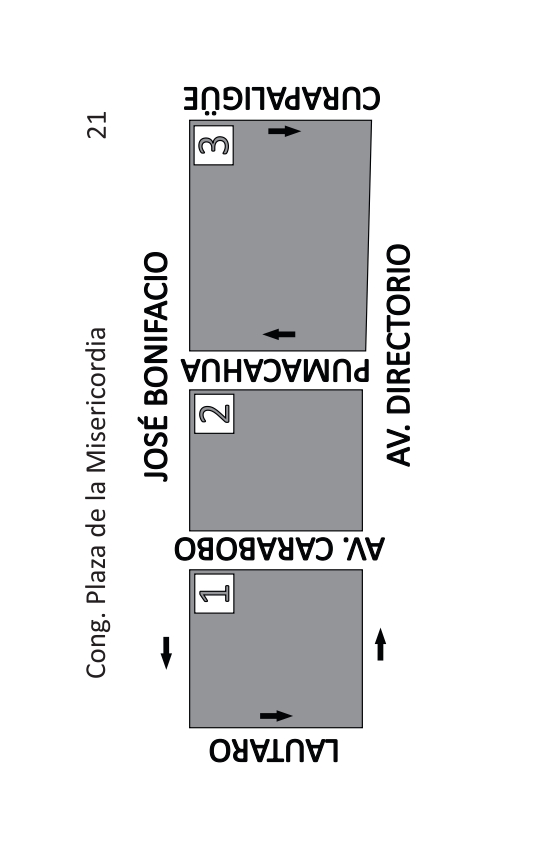 Cong. Plaza de la Misericordia 21
JOSÉ BONIFACIO
LAUTARO
1
AV. CARABOBO
2
PUMACAHUA
3
CURAPALIGÜE
AV. DIRECTORIO